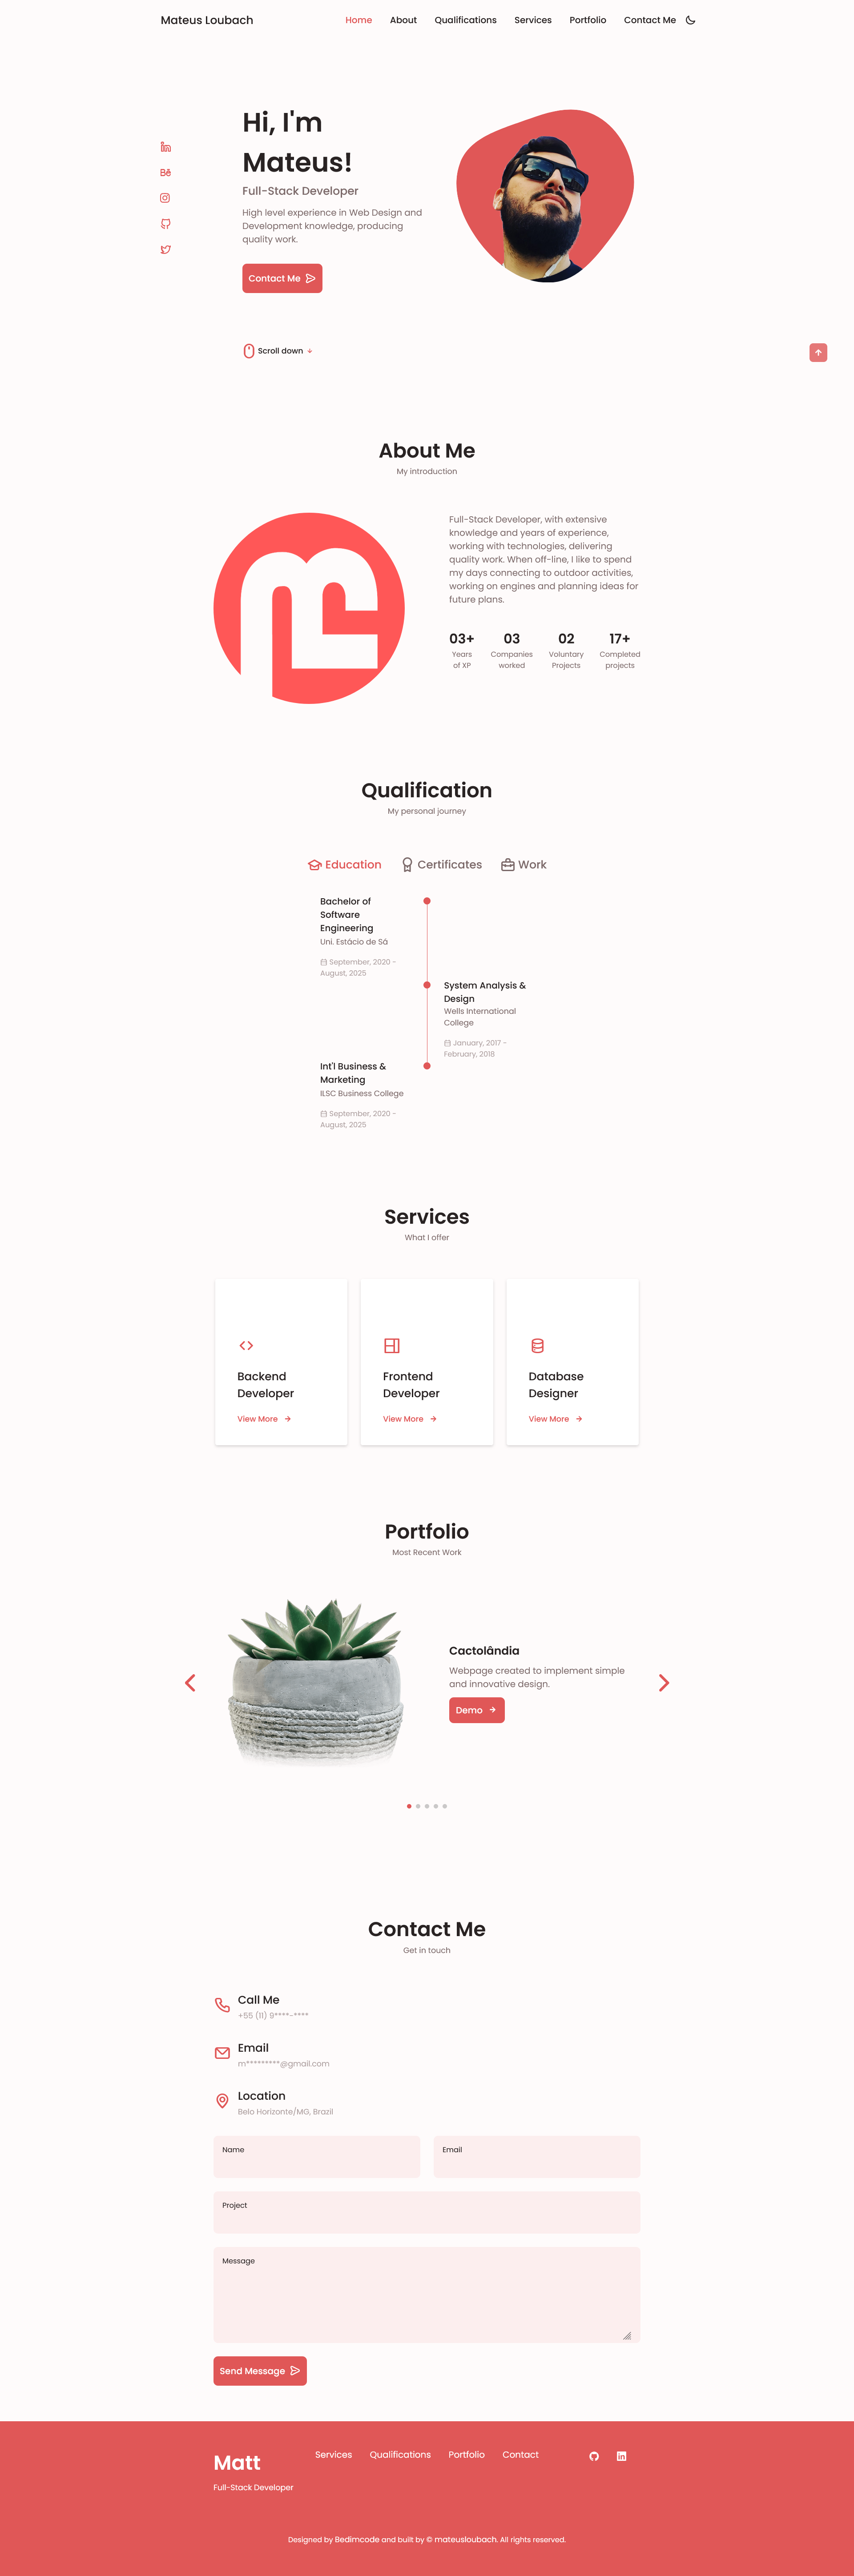 Mateus Loubach
Home About Qualifications Services Portfolio Contact Me
Hi, I'm
Mateus!
Full-Stack Developer
High level experience in Web Design and
Development knowledge, producing
quality work.
Contact Me
Scroll down
About Me
My introduction
Full-Stack Developer, with extensive
knowledge and years of experience,
working with technologies, delivering
quality work. When off-line, I like to spend
my days connecting to outdoor activities,
working on engines and planning ideas for
future plans.
03+ 03 02 17+
Years Companies Voluntary Completed
of XP worked Projects projects
Qualification
My personal journey
Education Certificates Work
Bachelor of
Software
Engineering
Uni. Estácio de Sá
September, 2020 -
August, 2025
System Analysis &
Design
Wells International
College
January, 2017 -
February, 2018
Int'l Business &
Marketing
ILSC Business College
September, 2020 -
August, 2025
Services
What I offer
Backend
Developer
View More
Frontend
Developer
View More
Database
Designer
View More
Portfolio
Most Recent Work
Cactolândia
Webpage created to implement simple
and innovative design.
Demo
Contact Me
Get in touch
Call Me
+55 (11) 9****-****
Email
m*********@gmail.com
Location
Belo Horizonte/MG, Brazil
Name
Email
Project
Message
Send Message
Matt
Full-Stack Developer
Services Qualifications Portfolio Contact
Designed by Bedimcode and built by © mateusloubach. All rights reserved.